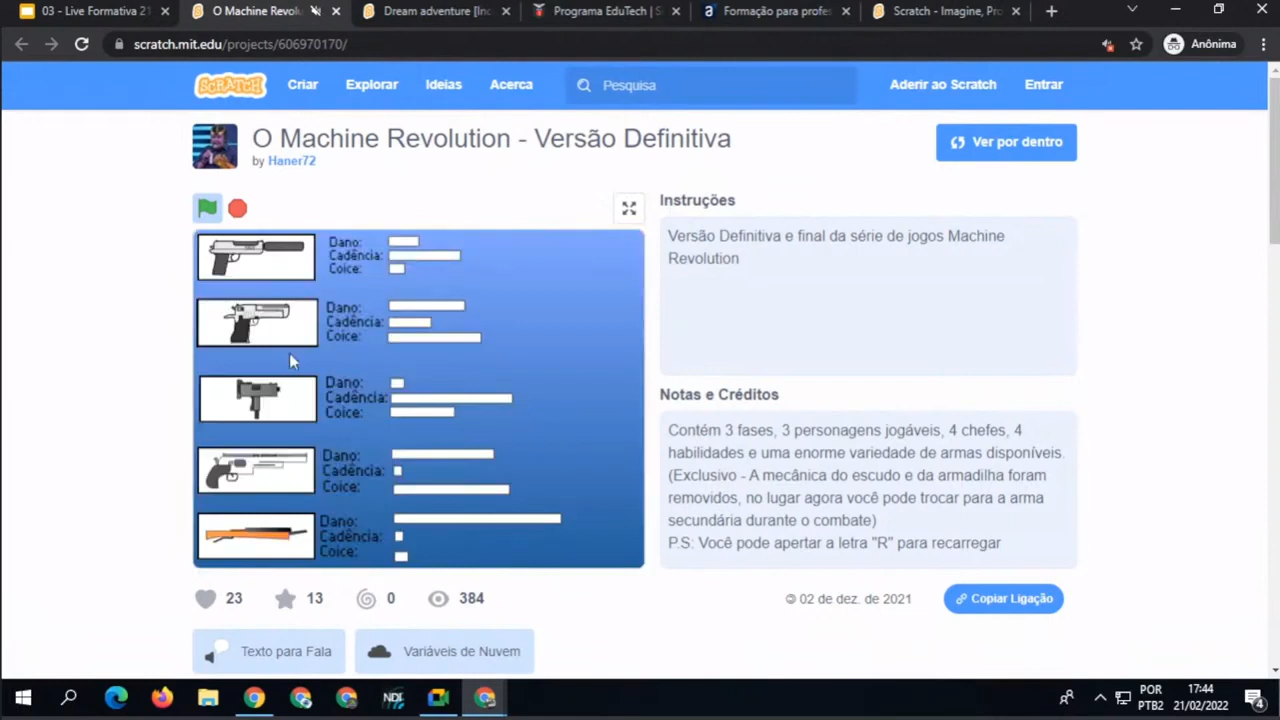 03 - Live Formativa 21
O Machine Revolu
Dream adventure [Inc
Programa EduTech | S
Formação para profes
Scratch - Imagine, Pro
scratch.mit.edu/projects/606970170/
Anônima
SCRATCH
Criar
Explorar
Ideias
Acerca
Pesquisa
Aderir ao Scratch
Entrar
O Machine Revolution - Versão Definitiva
by Haner72
Ver por dentro
Dano:
Cadência:
Coice:
Dano:
Cadência:
Coice:
Dano:
Cadência:
Coice:
Dano:
Cadência:
Coice:
Dano:
Cadência:
Coice:
Instruções
Versão Definitiva e final da série de jogos Machine
Revolution
Notas e Créditos
Contém 3 fases, 3 personagens jogáveis, 4 chefes, 4
habilidades e uma enorme variedade de armas disponíveis.
(Exclusivo - A mecânica do escudo e da armadilha foram
removidos, no lugar agora você pode trocar para a arma
secundária durante o combate)
P.S: Você pode apertar a letra "R" para recarregar
23
13
0
384
02 de dez. de 2021
Copiar Ligação
Texto para Fala
Variáveis de Nuvem
NDI
POR
PTB2
17:44
21/02/2022
4